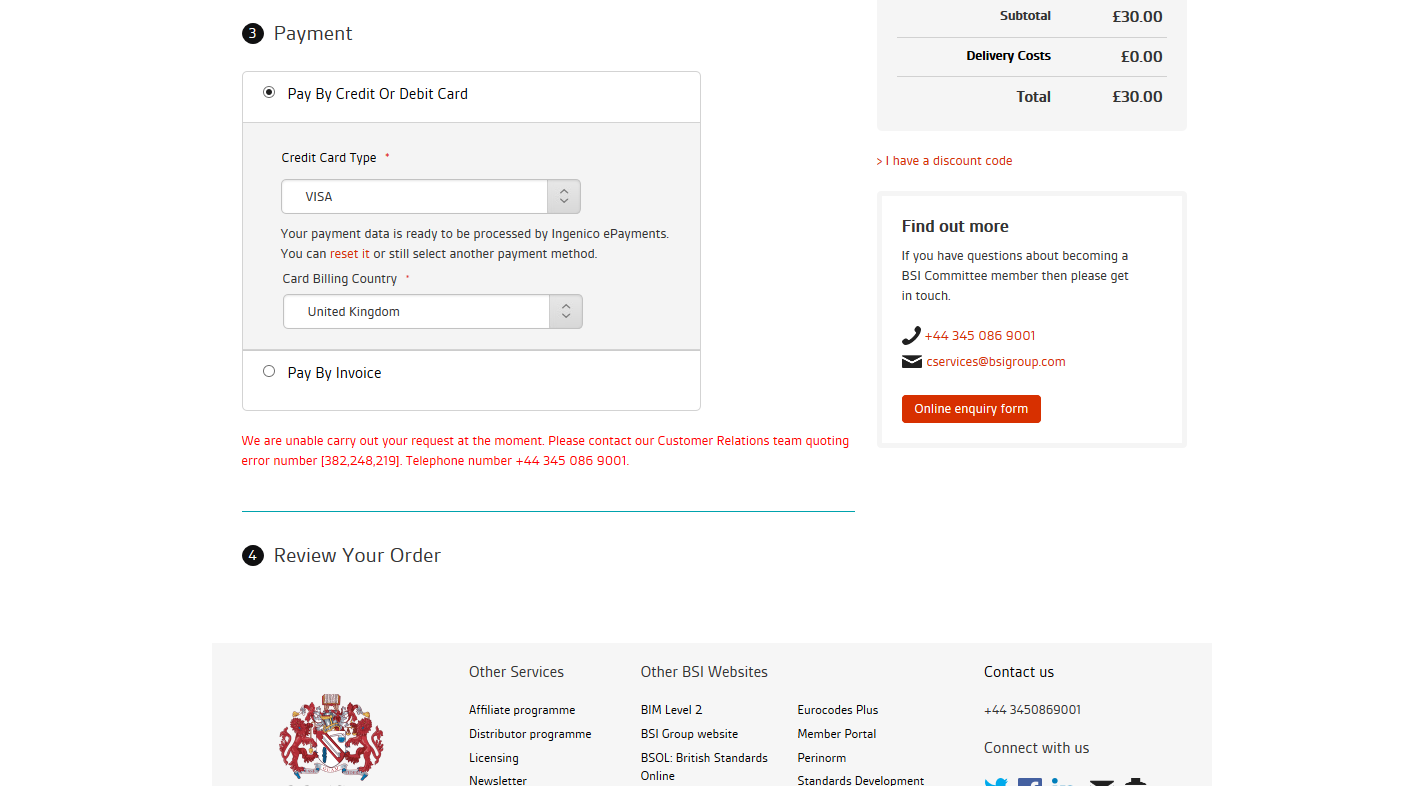 3 Payment
Pay By Credit Or Debit Card
Credit Card Type *
VISA
Your payment data is ready to be processed by Ingenico ePayments.
You can reset it or still select another payment method.
Card Billing Country *
United Kingdom
Pay By Invoice
We are unable carry out your request at the moment. Please contact our Customer Relations team quoting
error number [382,248,219]. Telephone number +44 345 086 9001.
4 Review Your Order
Subtotal £30.00
Delivery Costs £0.00
Total £30.00
> I have a discount code
Find out more
If you have questions about becoming a
BSI Committee member then please get
in touch.
+44 345 086 9001
cservices@bsigroup.com
Online enquiry form
Other Services
Affiliate programme
Distributor programme
Licensing
Newsletter
Other BSI Websites
BIM Level 2
BSI Group website
BSOL: British Standards
Online
Eurocodes Plus
Member Portal
Perinorm
Standards Development
Contact us
+44 3450869001
Connect with us